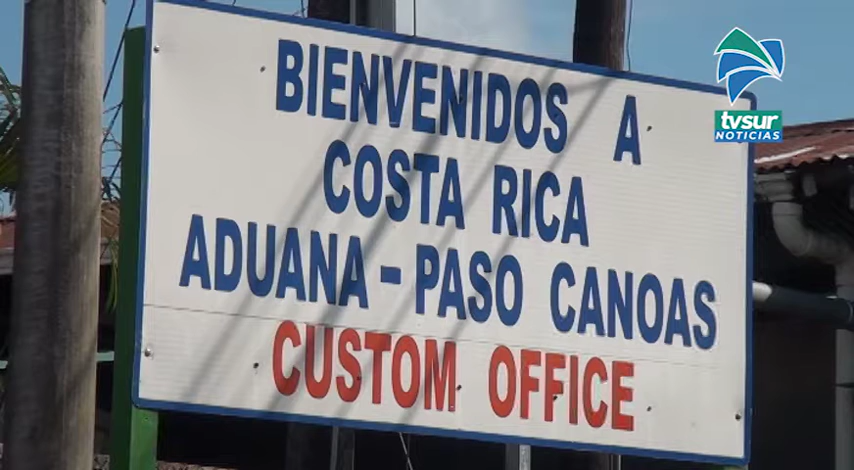 tvsur
NOTICIAS
BIENVENIDOS A
COSTA RICA
ADUANA – PASO CANOAS
CUSTOM OFFICE